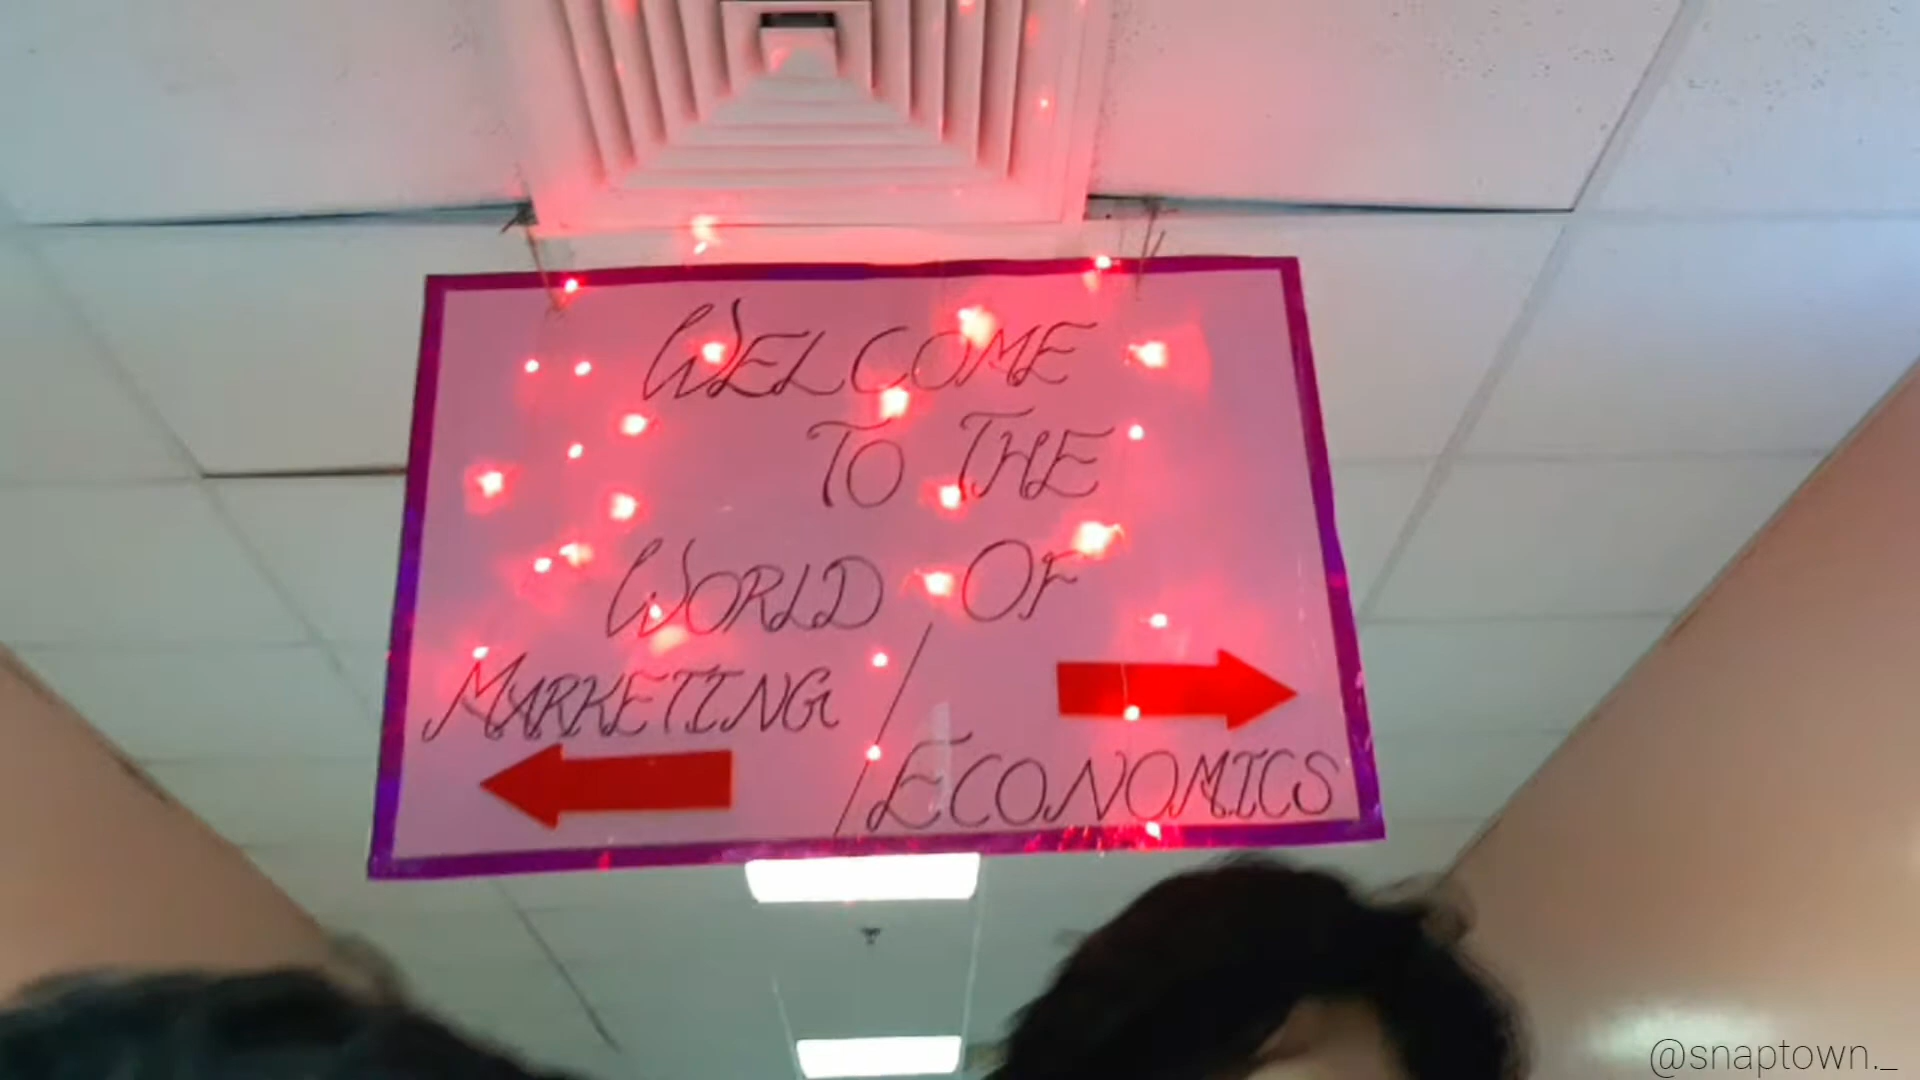 WELCOME
TO THE
WORLD OF
MARKETING / ECONOMICS
@snaptown._